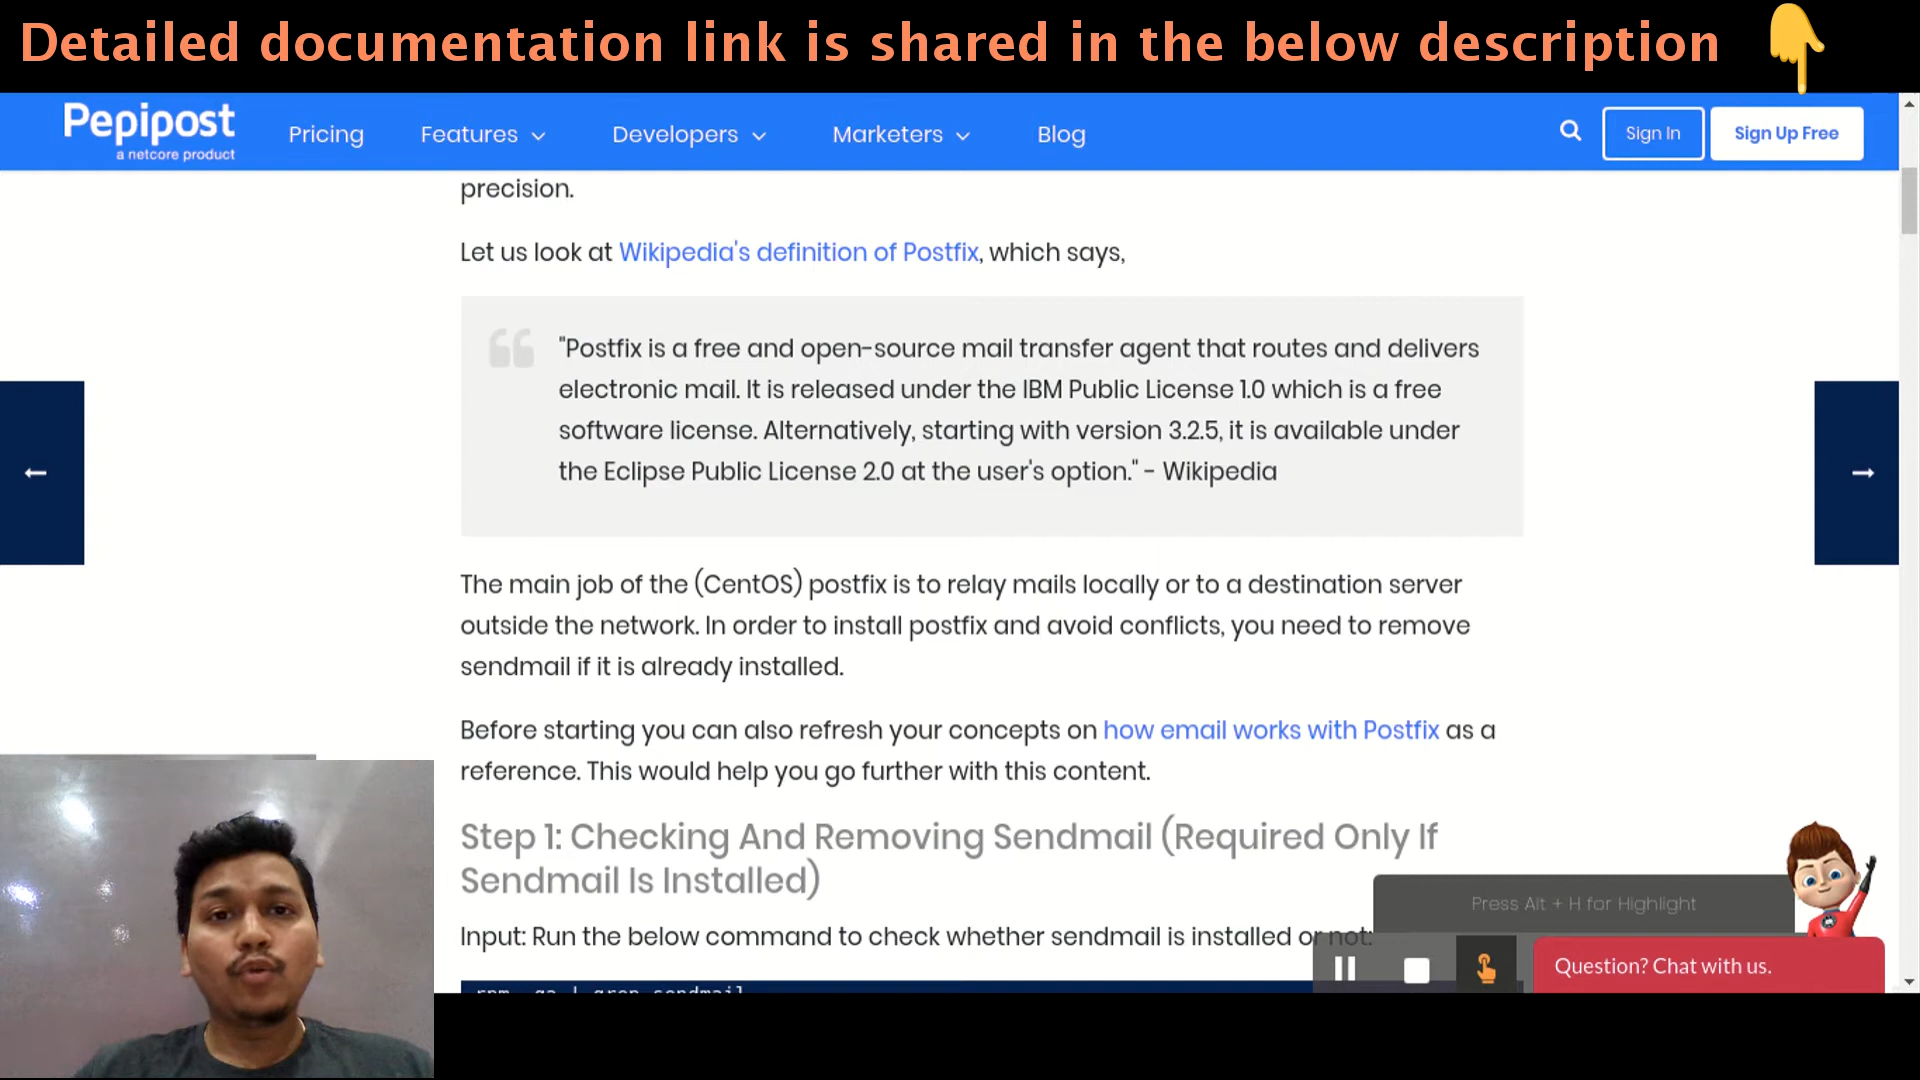 Detailed documentation link is shared in the below description
Pepipost
a netcore product
Pricing
Features
Developers
Marketers
Blog
Sign In
Sign Up Free
precision.
Let us look at Wikipedia's definition of Postfix, which says,
"Postfix is a free and open-source mail transfer agent that routes and delivers
electronic mail. It is released under the IBM Public License 1.0 which is a free
software license. Alternatively, starting with version 3.2.5, it is available under
the Eclipse Public License 2.0 at the user's option." - Wikipedia
The main job of the (CentOS) postfix is to relay mails locally or to a destination server
outside the network. In order to install postfix and avoid conflicts, you need to remove
sendmail if it is already installed.
Before starting you can also refresh your concepts on how email works with Postfix as a
reference. This would help you go further with this content.
Step 1: Checking And Removing Sendmail (Required Only If
Sendmail Is Installed)
Press Alt + H for Highlight
Input: Run the below command to check whether sendmail is installed or not:
Question? Chat with us.
rpm -qa | grep sendmail